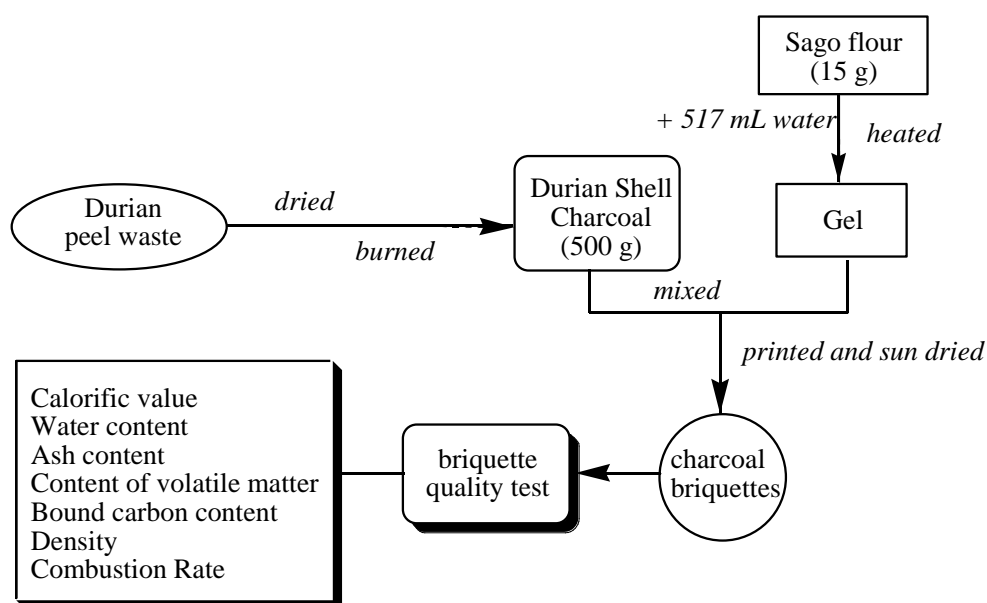 Sago flour
(15 g)
+ 517 mL water
heated
Gel
Durian
peel waste
dried
burned
Durian Shell
Charcoal
(500 g)
mixed
printed and sun dried
charcoal
briquettes
briquette
quality test
Calorific value
Water content
Ash content
Content of volatile matter
Bound carbon content
Density
Combustion Rate